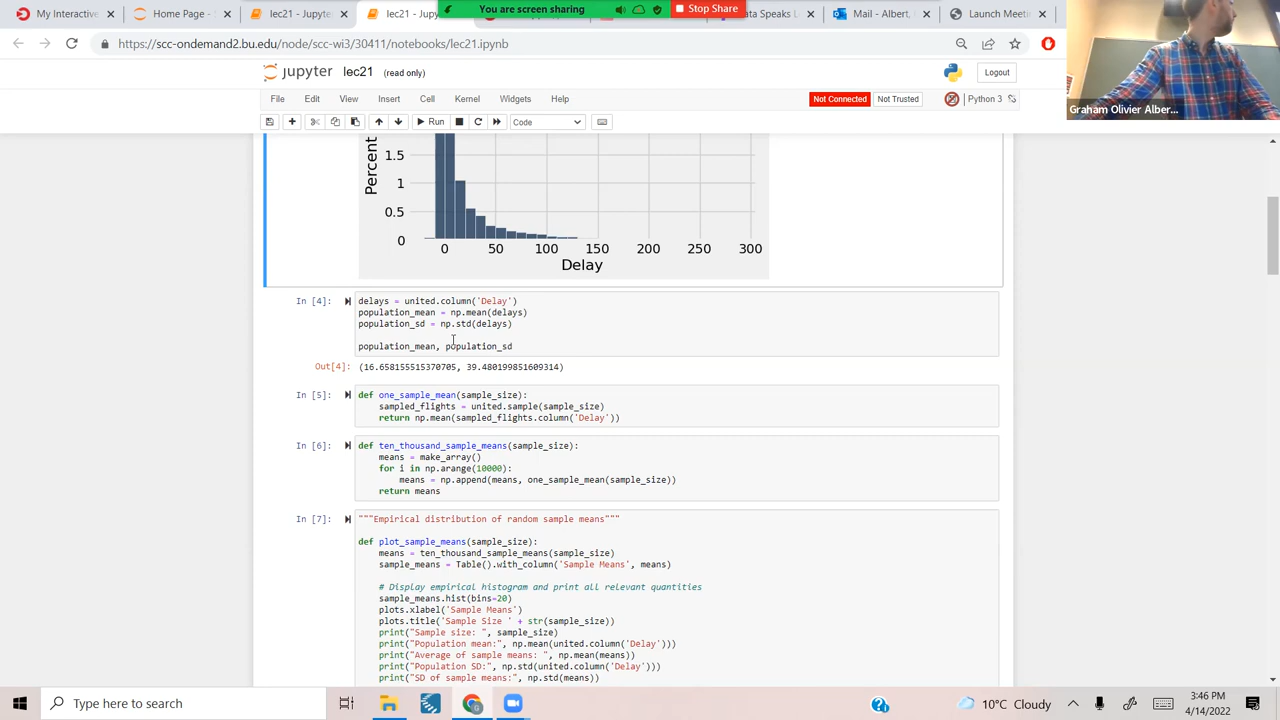 My Interactive
Home Page -
lec21 - Jupyter
lec21 - Jup
You are screen sharing
Stop Share
ata Speaks L
Mail - Albert,
Launch Meeti
https://scc-ondemand2.bu.edu/node/scc-wi3/30411/notebooks/lec21.ipynb
Graham Olivier Alber...
jupyter lec21 (read only)
Logout
File Edit View Insert Cell Kernel Widgets Help
Not Connected Not Trusted Python 3
Run Code
Percent
1.5
1
0.5
0
0 50 100 150 200 250 300
Delay
In [4]:
delays = united.column('Delay')
population_mean = np.mean(delays)
population_sd = np.std(delays)
population_mean, population_sd
Out[4]: (16.658155515370705, 39.480199851609314)
In [5]:
def one_sample_mean(sample_size):
sampled_flights = united.sample(sample_size)
return np.mean(sampled_flights.column('Delay'))
In [6]:
def ten_thousand_sample_means(sample_size):
means = make_array()
for i in np.arange(10000):
means = np.append(means, one_sample_mean(sample_size))
return means
In [7]:
"""Empirical distribution of random sample means"""
def plot_sample_means(sample_size):
means = ten_thousand_sample_means(sample_size)
sample_means = Table().with_column('Sample Means', means)
# Display empirical histogram and print all relevant quantities
sample_means.hist(bins=20)
plots.xlabel('Sample Means')
plots.title('Sample Size ' + str(sample_size))
print("Sample size: ", sample_size)
print("Population mean:", np.mean(united.column('Delay')))
print("Average of sample means: ", np.mean(means))
print("Population SD:", np.std(united.column('Delay')))
print("SD of sample means:", np.std(means))
Type here to search
10°C Cloudy
3:46 PM
4/14/2022